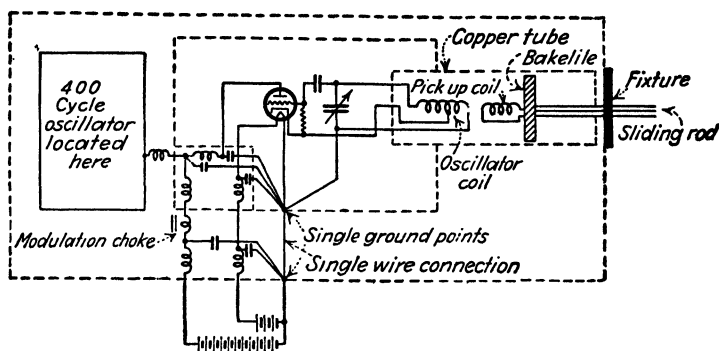 400
Cycle
oscillator
located
here
Copper tube
Bakelile
Pick up coil
Oscillator
coil
Fixture
Sliding rod
Modulation choke
Single ground points
Single wire connection